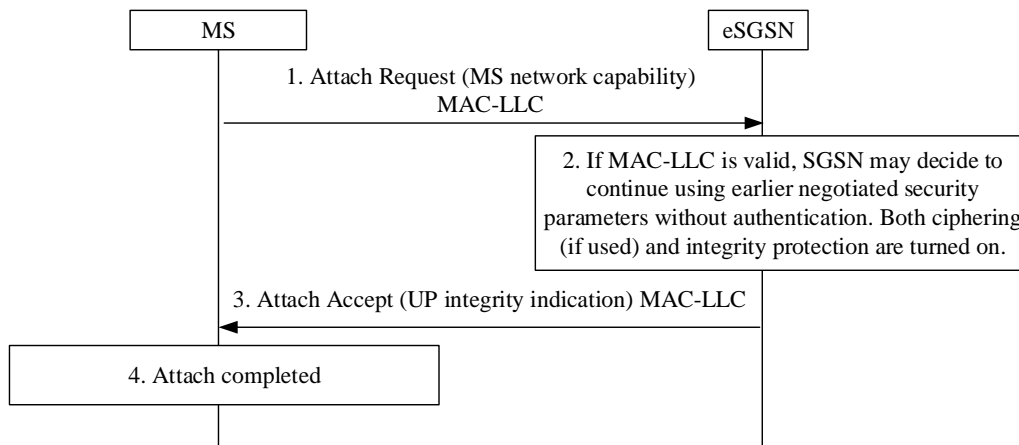 MS
eSGSN
1. Attach Request (MS network capability)
MAC-LLC
2. If MAC-LLC is valid, SGSN may decide to
continue using earlier negotiated security
parameters without authentication. Both ciphering
(if used) and integrity protection are turned on.
3. Attach Accept (UP integrity indication) MAC-LLC
4. Attach completed